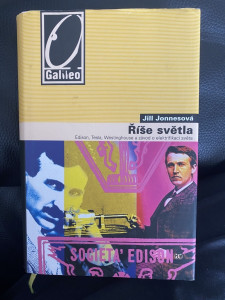 Galileo
Jill Jonnesová
Říše světla
Edison, Tesla, Westinghouse a závod o elektrifikaci světa
SOCIETA' EDISON